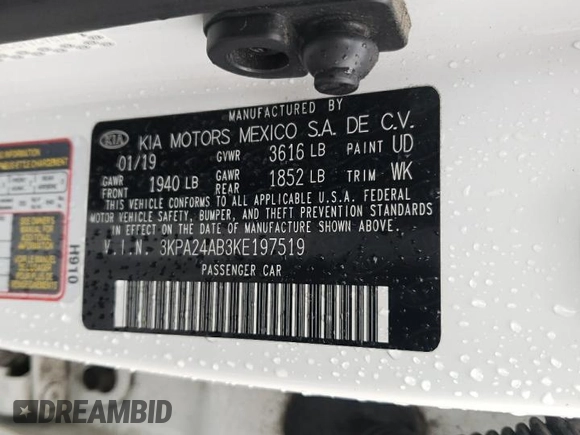 MANUFACTURED BY
KIA KIA MOTORS MEXICO S.A. DE C.V.
01/19 GVWR 3616 LB PAINT UD
GAWR FRONT 1940 LB GAWR REAR 1852 LB TRIM WK
THIS VEHICLE CONFORMS TO ALL APPLICABLE U.S.A. FEDERAL
MOTOR VEHICLE SAFETY, BUMPER, AND THEFT PREVENTION STANDARDS
IN EFFECT ON THE DATE OF MANUFACTURE SHOWN ABOVE.
V.I.N. 3KPA24AB3KE197519
PASSENGER CAR
H910
DREAMBID